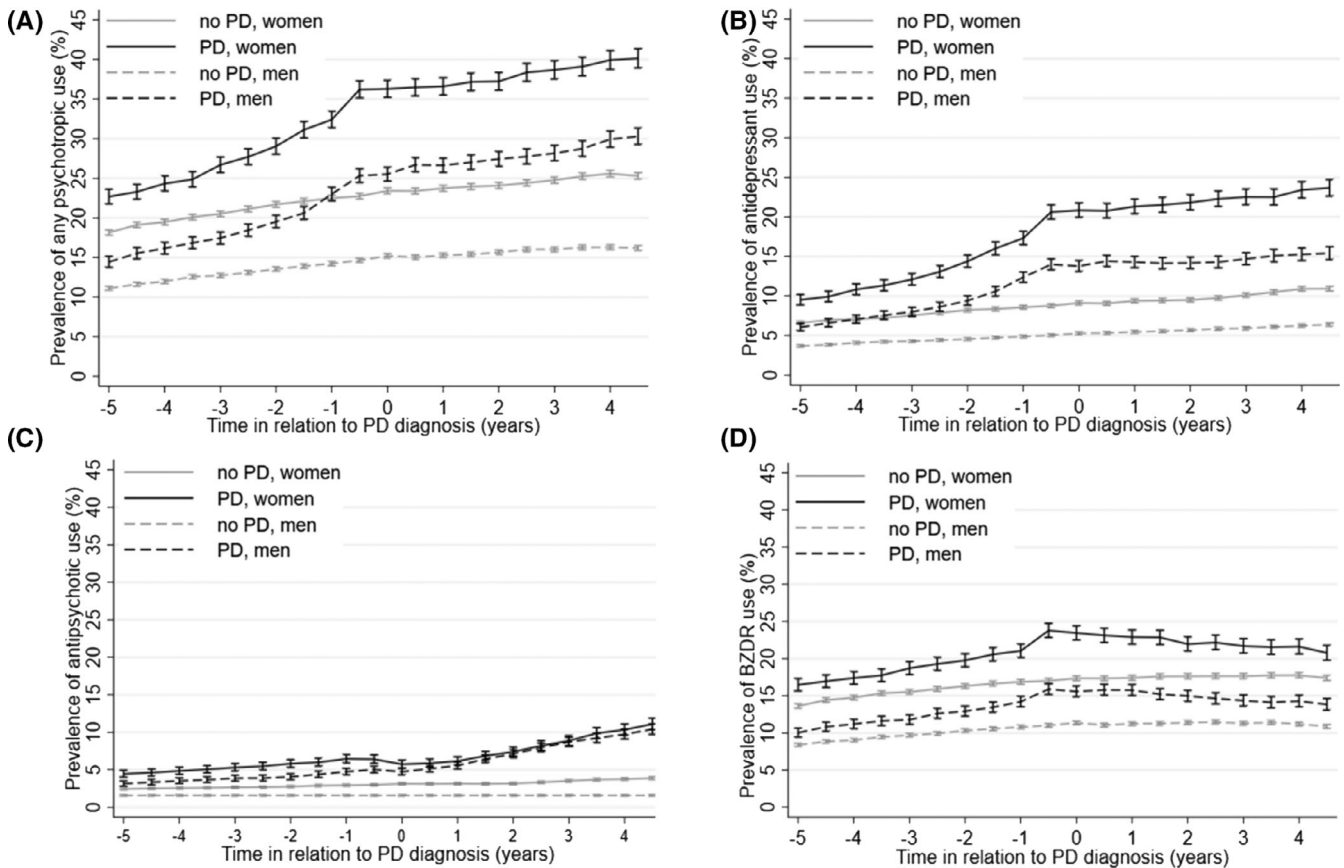 (A)
no PD, women
PD, women
no PD, men
PD, men
Prevalence of any psychotropic use (%)
45
40
35
30
25
20
15
10
5
0
-5 -4 -3 -2 -1 0 1 2 3 4
Time in relation to PD diagnosis (years)
(B)
no PD, women
PD, women
no PD, men
PD, men
Prevalence of antidepressant use (%)
45
40
35
30
25
20
15
10
5
0
-5 -4 -3 -2 -1 0 1 2 3 4
Time in relation to PD diagnosis (years)
(C)
no PD, women
PD, women
no PD, men
PD, men
Prevalence of antipsychotic use (%)
45
40
35
30
25
20
15
10
5
0
-5 -4 -3 -2 -1 0 1 2 3 4
Time in relation to PD diagnosis (years)
(D)
no PD, women
PD, women
no PD, men
PD, men
Prevalence of BZDR use (%)
45
40
35
30
25
20
15
10
5
0
-5 -4 -3 -2 -1 0 1 2 3 4
Time in relation to PD diagnosis (years)